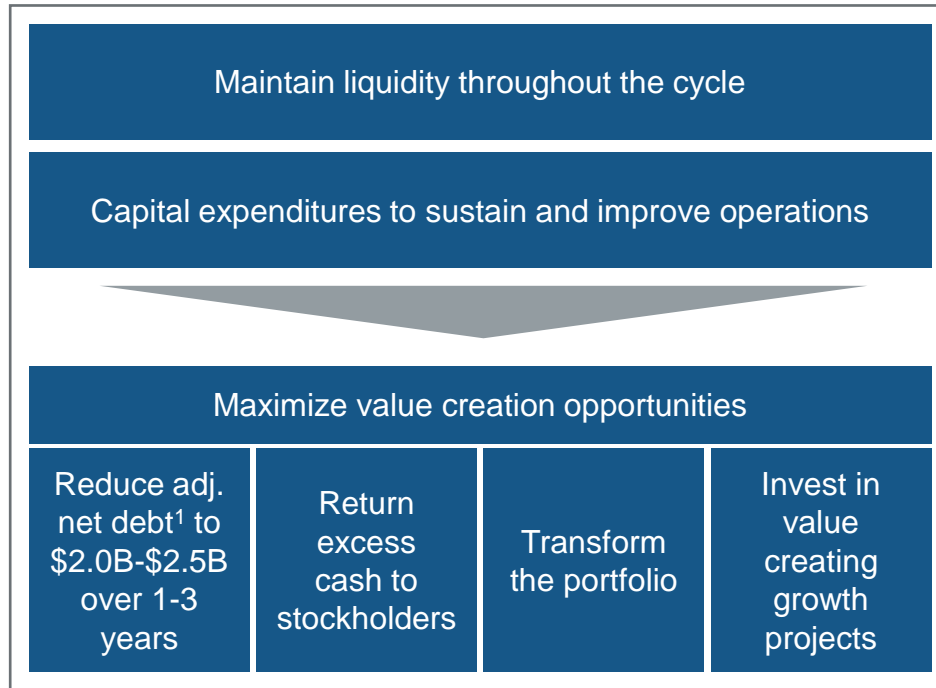 Maintain liquidity throughout the cycle
Capital expenditures to sustain and improve operations
Maximize value creation opportunities
Reduce adj.
net debt¹ to
$2.0B-$2.5B
over 1-3
years
Return
excess
cash to
stockholders
Transform
the portfolio
Invest in
value
creating
growth
projects